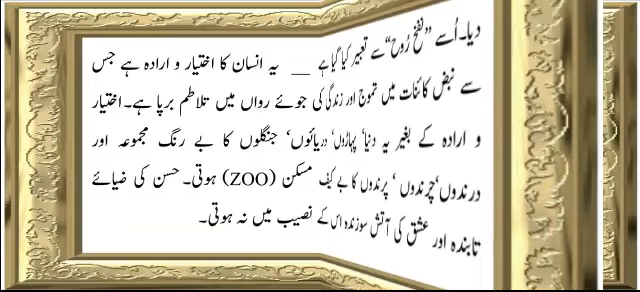 دیا۔ اُسے ”نفخِ رُوح“ سے تعبیر کیا گیا ہے __ یہ انسان کا اختیار و ارادہ ہے جس
سے نبضِ کائنات میں تموج اور زندگی کی جوئے رواں میں تلاطم برپا ہے۔ اختیار
و ارادہ کے بغیر یہ دنیا‘ پہاڑوں‘ دریائوں‘ جنگلوں کا بے رنگ مجموعہ اور
درندوں‘ چرندوں ‘ پرندوں کا بے کیف مسکن (ZOO) ہوتی۔ حسن کی ضیائے
تابندہ اور عشق کی آتش سوزندہ اس کے نصیب میں نہ ہوتی۔